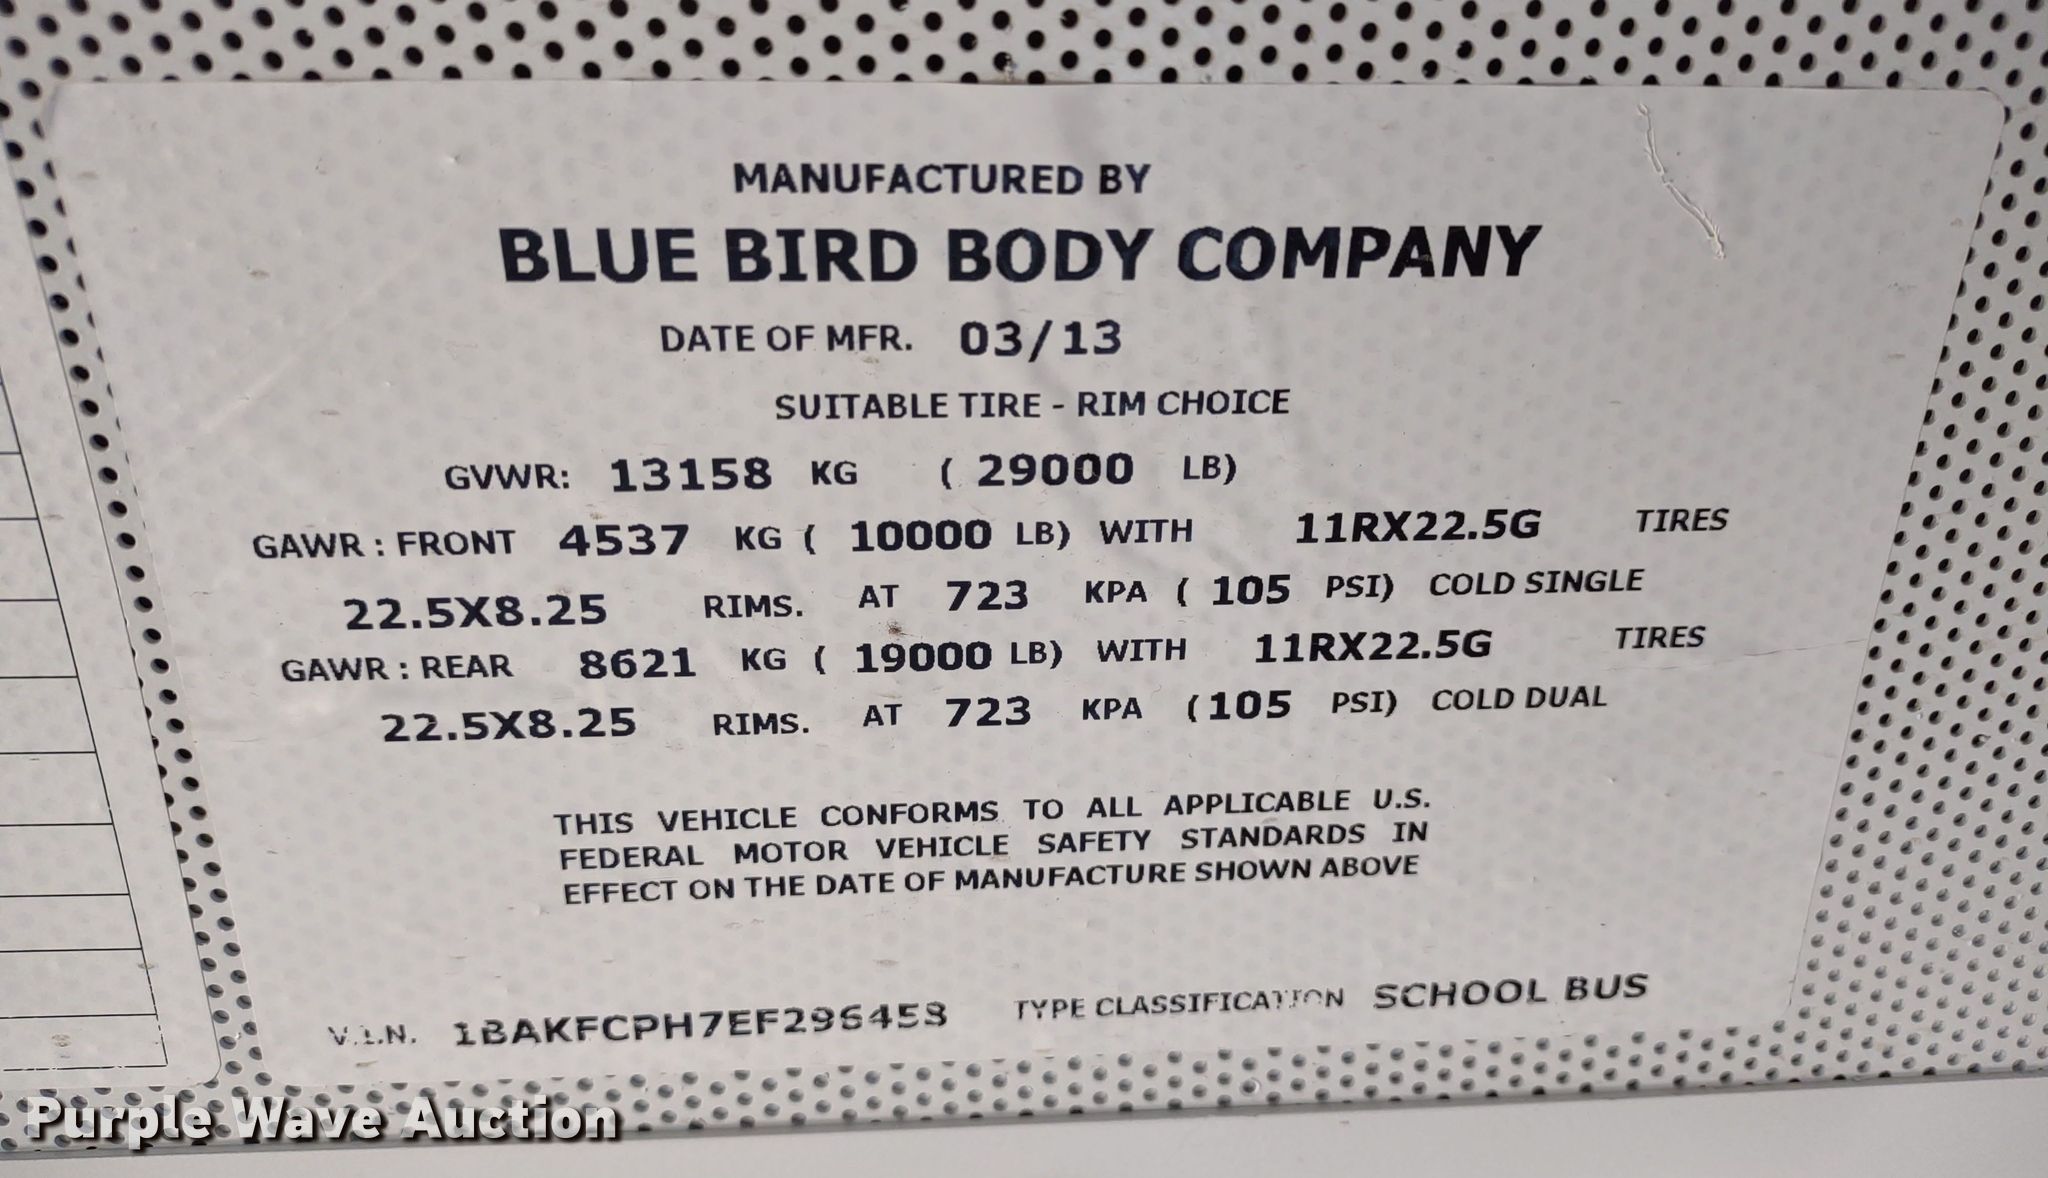 MANUFACTURED BY
BLUE BIRD BODY COMPANY
DATE OF MFR. 03/13
SUITABLE TIRE - RIM CHOICE
GVWR: 13158 KG ( 29000 LB)
GAWR : FRONT 4537 KG ( 10000 LB) WITH 11RX22.5G TIRES
22.5X8.25 RIMS. AT 723 KPA ( 105 PSI) COLD SINGLE
GAWR : REAR 8621 KG ( 19000 LB) WITH 11RX22.5G TIRES
22.5X8.25 RIMS. AT 723 KPA (105 PSI) COLD DUAL
THIS VEHICLE CONFORMS TO ALL APPLICABLE U.S.
FEDERAL MOTOR VEHICLE SAFETY STANDARDS IN
EFFECT ON THE DATE OF MANUFACTURE SHOWN ABOVE
V.I.N. 1BAKFCPH7EF296458 TYPE CLASSIFICATION SCHOOL BUS
Purple Wave Auction